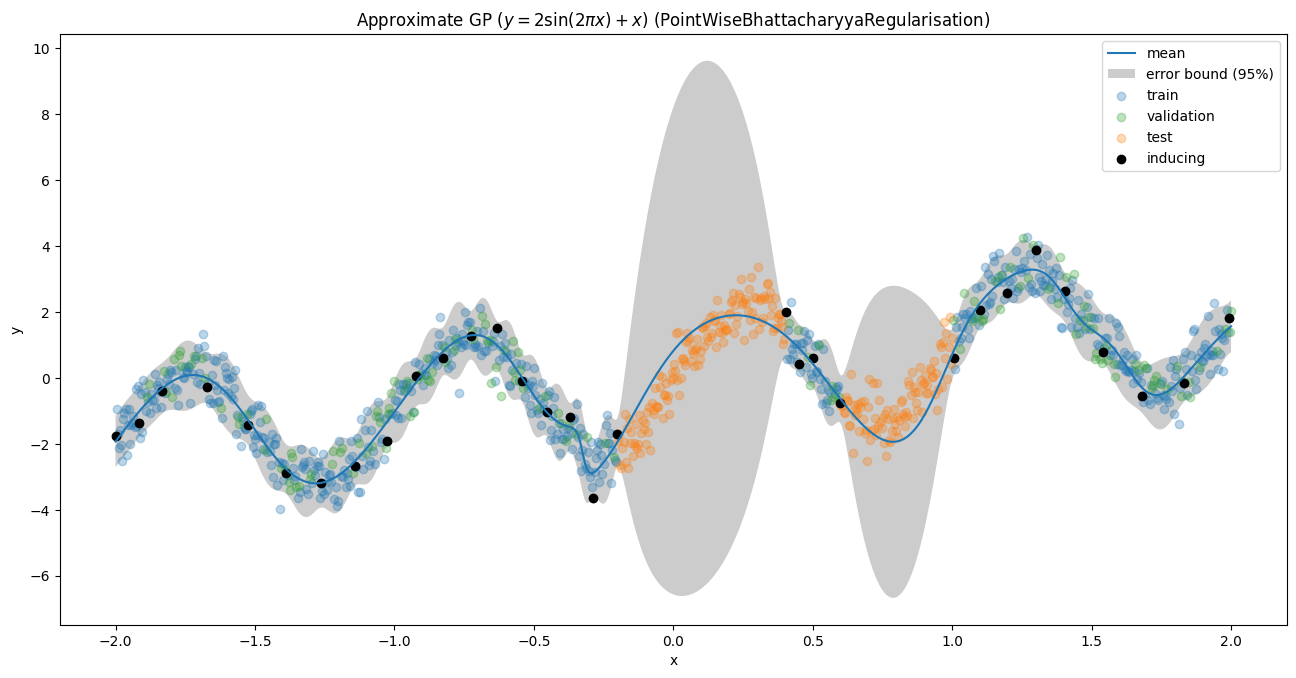 Approximate GP (y = 2sin(2πx) + x) (PointWiseBhattacharyyaRegularisation)
mean
error bound (95%)
train
validation
test
inducing
10
8
6
4
2
0
−2
−4
−6
y
−2.0 −1.5 −1.0 −0.5 0.0 0.5 1.0 1.5 2.0
x